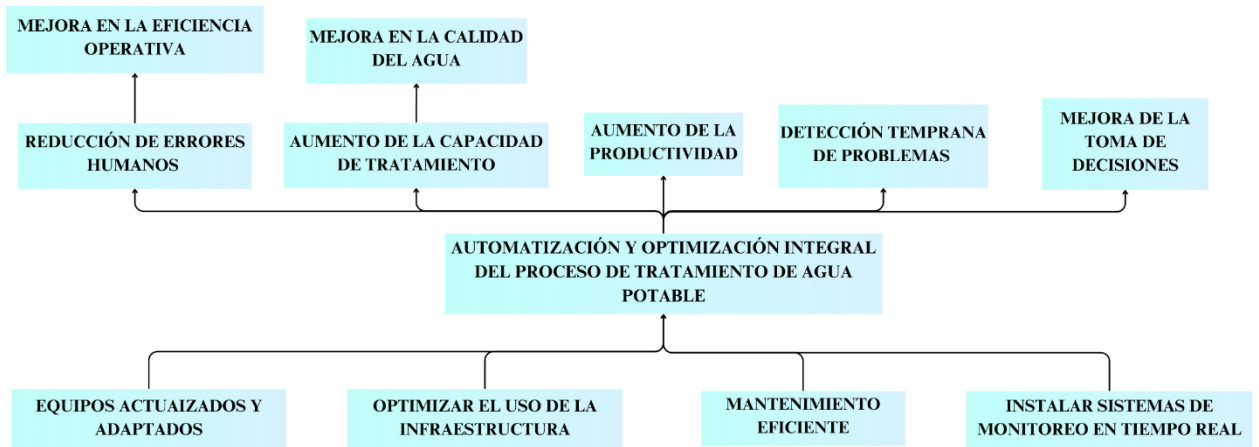 MEJORA EN LA EFICIENCIA
OPERATIVA
MEJORA EN LA CALIDAD
DEL AGUA
REDUCCIÓN DE ERRORES
HUMANOS
AUMENTO DE LA CAPACIDAD
DE TRATAMIENTO
AUMENTO DE LA
PRODUCTIVIDAD
DETECCIÓN TEMPRANA
DE PROBLEMAS
MEJORA DE LA
TOMA DE
DECISIONES
AUTOMATIZACIÓN Y OPTIMIZACIÓN INTEGRAL
DEL PROCESO DE TRATAMIENTO DE AGUA
POTABLE
EQUIPOS ACTUAIZADOS Y
ADAPTADOS
OPTIMIZAR EL USO DE LA
INFRAESTRUCTURA
MANTENIMIENTO
EFICIENTE
INSTALAR SISTEMAS DE
MONITOREO EN TIEMPO REAL